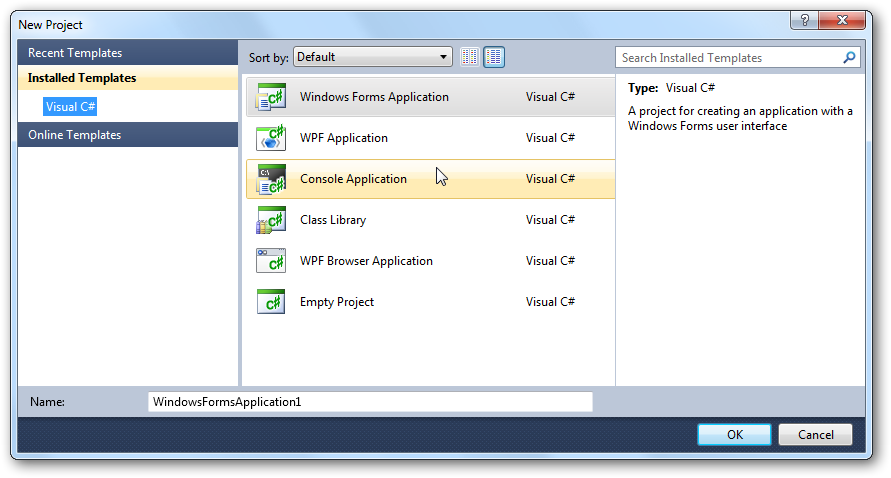 New Project
Recent Templates
Installed Templates
Visual C#
Online Templates
Sort by: Default
Search Installed Templates
Windows Forms Application Visual C#
WPF Application Visual C#
Console Application Visual C#
Class Library Visual C#
WPF Browser Application Visual C#
Empty Project Visual C#
Type: Visual C#
A project for creating an application with a
Windows Forms user interface
Name: WindowsFormsApplication1
OK Cancel